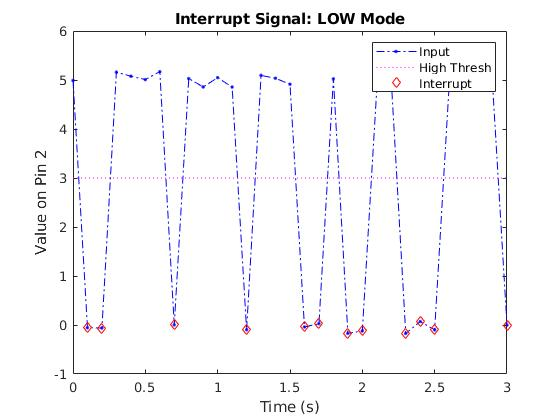 Interrupt Signal: LOW Mode
6
5
4
3
2
1
0
-1
Value on Pin 2
Input
High Thresh
Interrupt
0 0.5 1 1.5 2 2.5 3
Time (s)